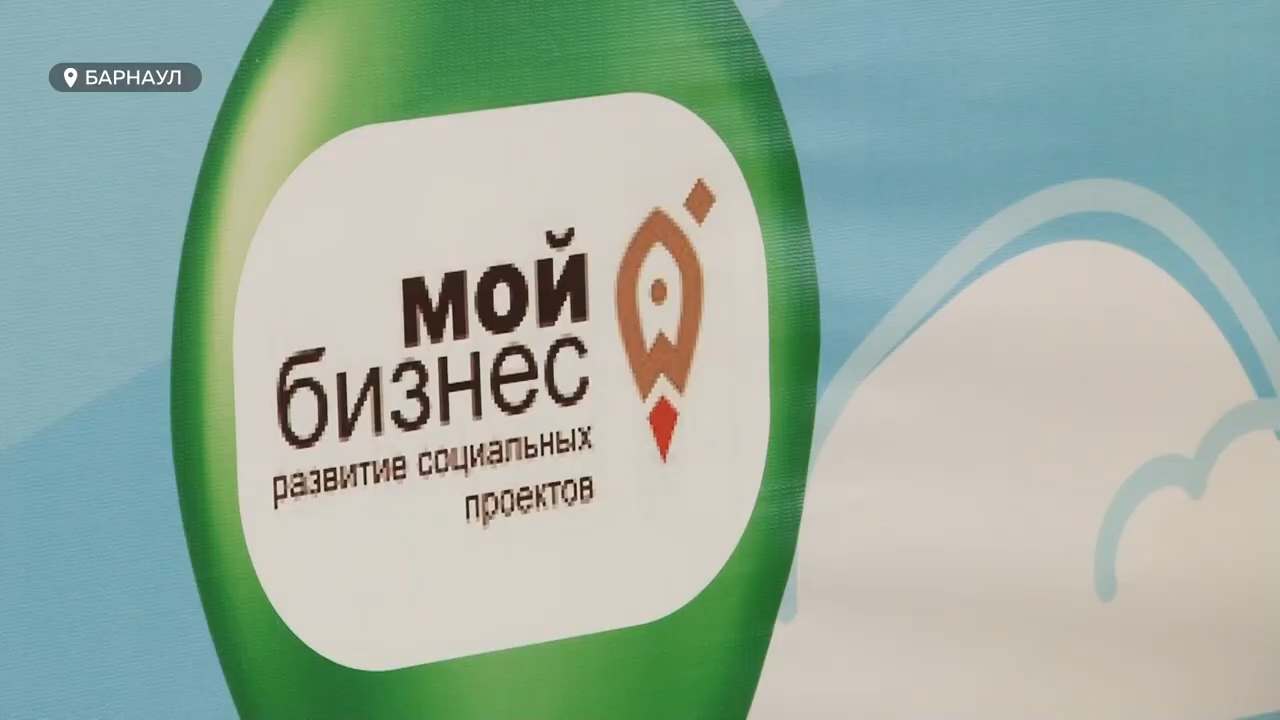 БАРНАУЛ
мой
бизнес
развитие социальных
проектов